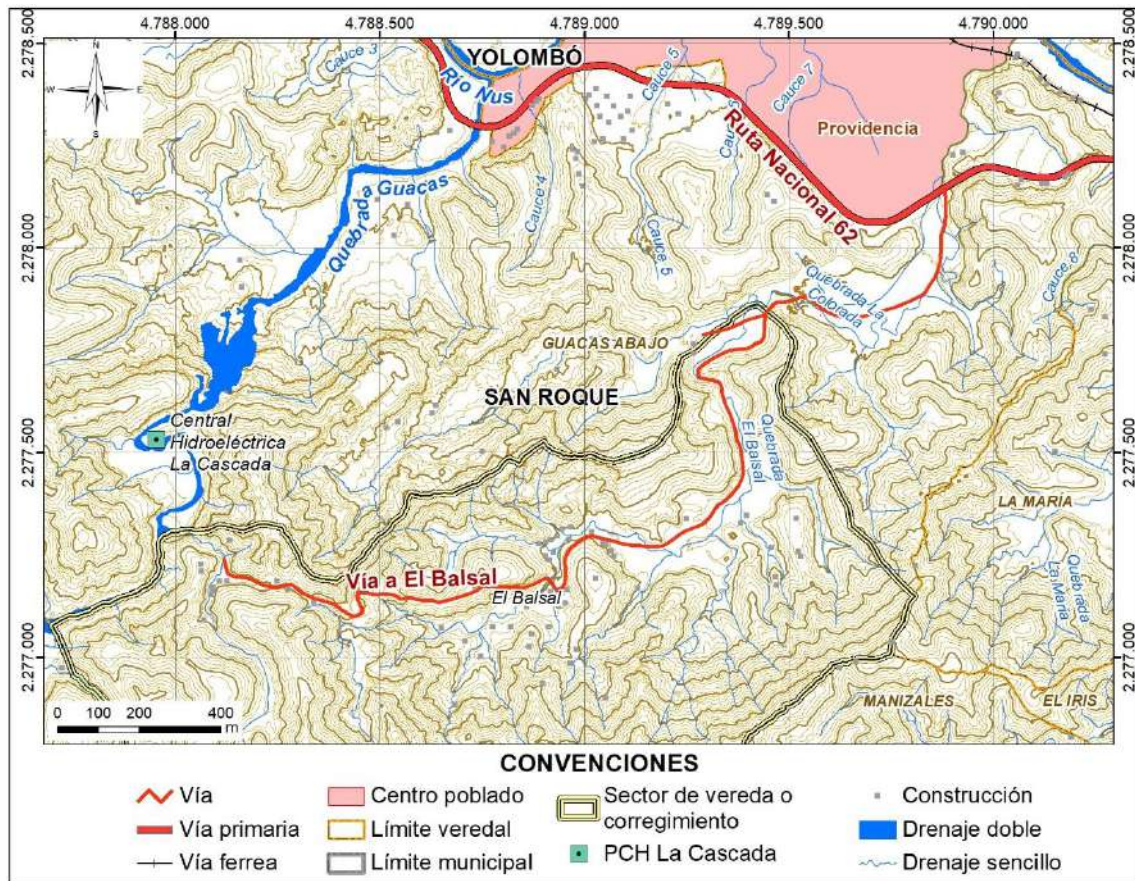 4.788.000
4.788.500
4.789.000
4.789.500
4.790.000
2.278.500
2.278.000
2.277.500
2.277.000
2.278.500
2.278.000
2.277.500
2.277.000
N
W
E
S
Cauce 3
YOLOMBÓ
Río Nus
Cauce 5
Cauce 7
Providencia
Ruta Nacional 62
Quebrada Guacas
Cauce 4
Cauce 5
Quebrada La
Colorada
Cauce 8
GUACAS ABAJO
SAN ROQUE
Central
Hidroeléctrica
La Cascada
Quebrada
El Balsal
LA MARÍA
Quebrada
La María
Vía a El Balsal
El Balsal
MANIZALES
EL IRIS
0 100 200 400
m
CONVENCIONES
Vía
Vía primaria
Vía ferrea
Centro poblado
Límite veredal
Límite municipal
Sector de vereda o
corregimiento
PCH La Cascada
Construcción
Drenaje doble
Drenaje sencillo